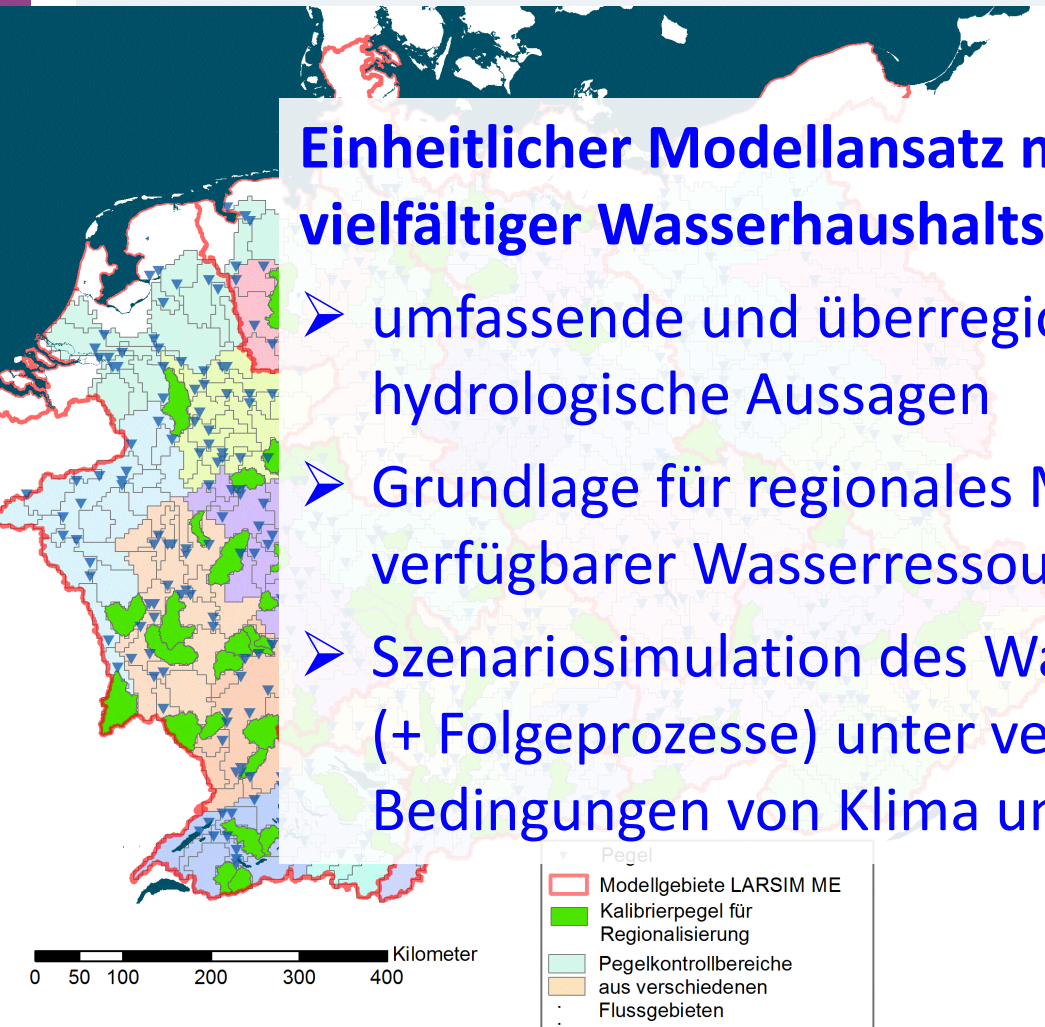 Einheitlicher Modellansatz
vielfältiger Wasserhaushalts
➢ umfassende und überregio
hydrologische Aussagen
➢ Grundlage für regionales
verfügbarer Wasserressou
➢ Szenariosimulation des Wa
(+ Folgeprozesse) unter ve
Bedingungen von Klima un
Pegel
Modellgebiete LARSIM ME
Kalibrierpegel für
Regionalisierung
Pegelkontrollbereiche
aus verschiedenen
Flussgebieten
Kilometer
0 50 100 200 300 400